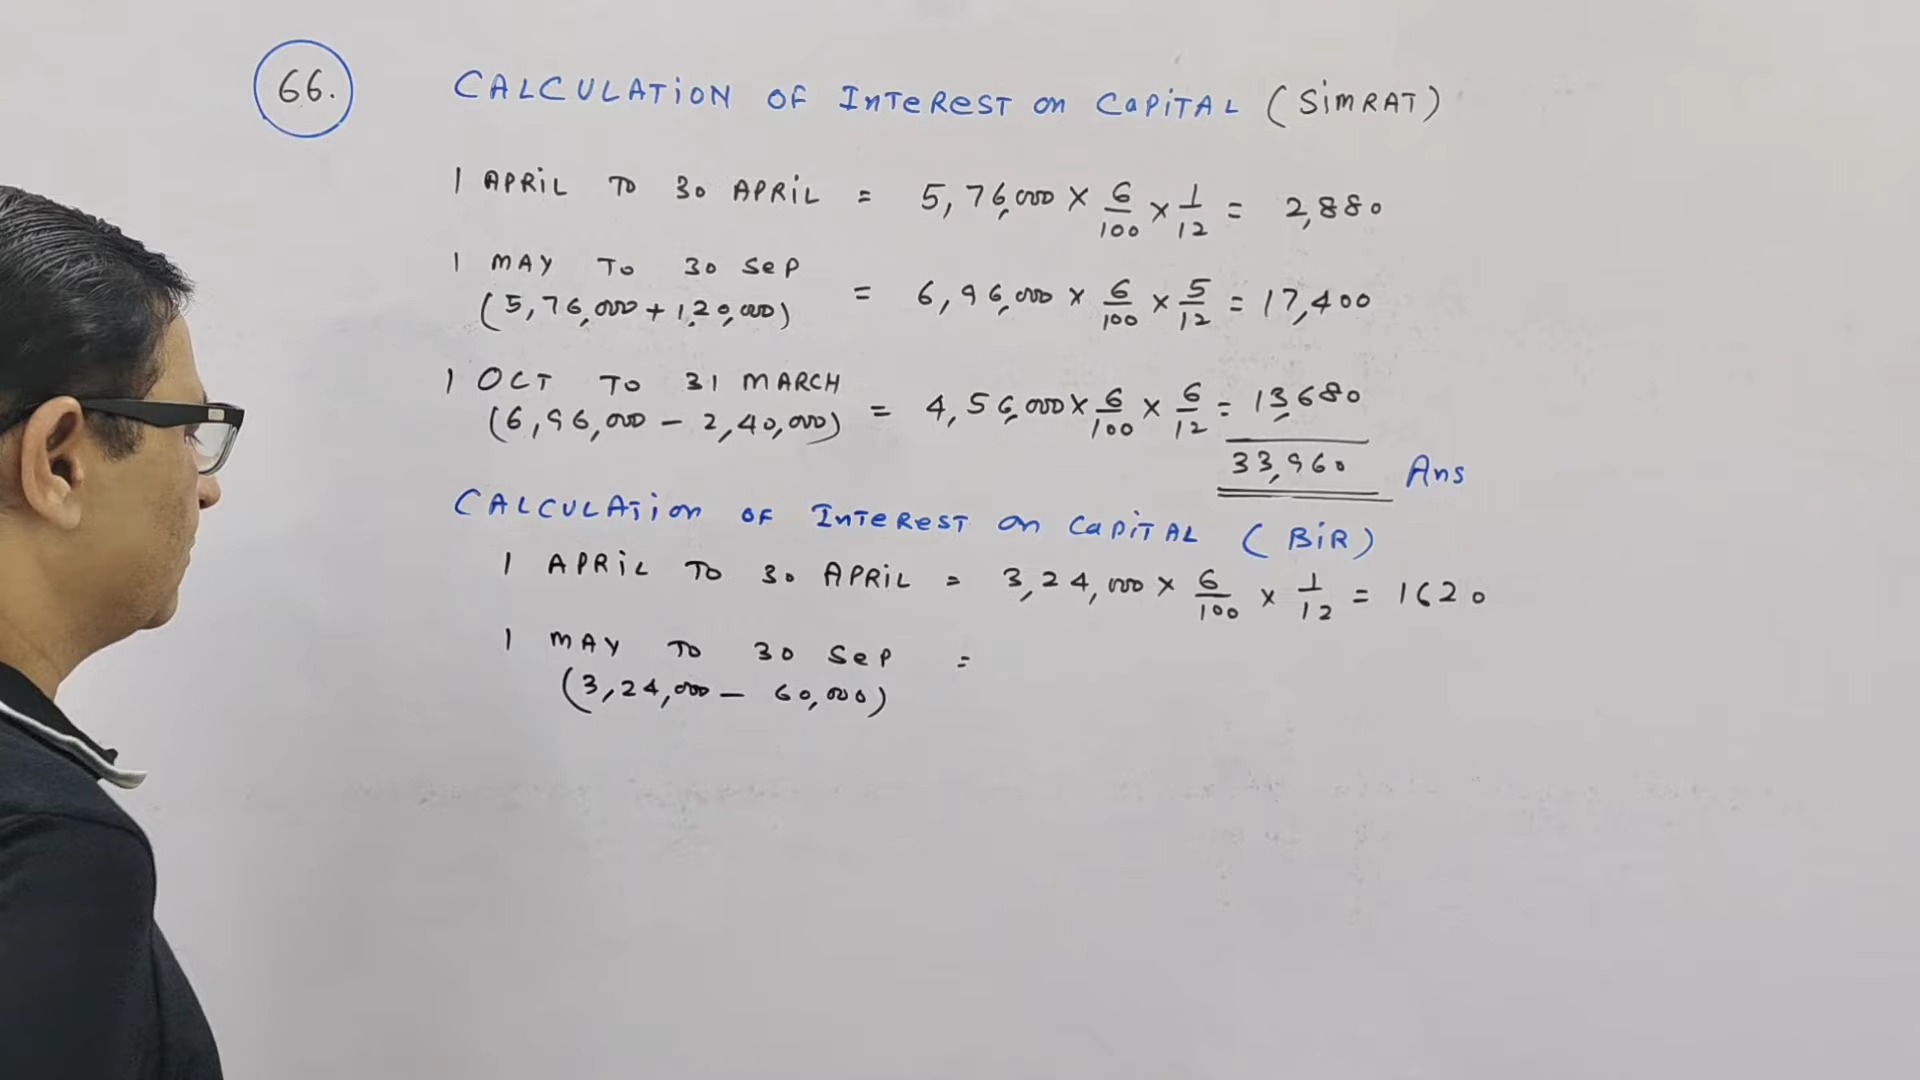 66.
CALCULATION OF INTEREST ON CAPITAL (SIMRAT)
1 APRIL TO 30 APRIL = 5,76,000 × 6/100 × 1/12 = 2,880
1 MAY TO 30 SEP
(5,76,000 + 1,20,000) = 6,96,000 × 6/100 × 5/12 = 17,400
1 OCT TO 31 MARCH
(6,96,000 − 2,40,000) = 4,56,000 × 6/100 × 6/12 = 13,680
33,960 Ans
CALCULATION OF INTEREST ON CAPITAL (BIR)
1 APRIL TO 30 APRIL = 3,24,000 × 6/100 × 1/12 = 1620
1 MAY TO 30 SEP =
(3,24,000 − 60,000)